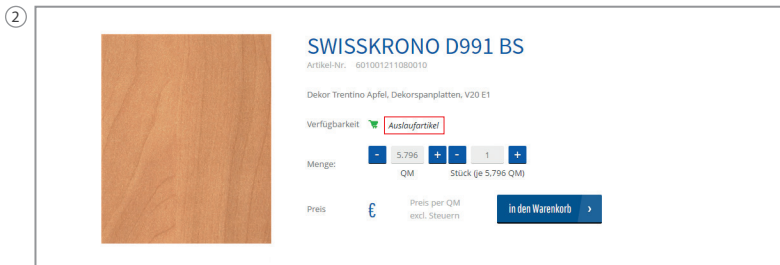 2
SWISSKRONO D991 BS
Artikel-Nr. 601001211080010
Dekor Trentino Apfel, Dekorspanplatten, V20 E1
Verfügbarkeit Auslaufartikel
Menge: - 5.796 + - 1 +
QM Stück (je 5,796 QM)
Preis € Preis per QM in den Warenkorb ›
excl. Steuern